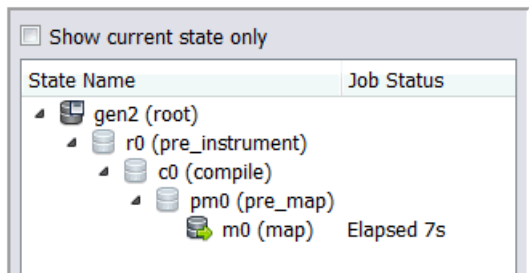 Show current state only
State Name Job Status
gen2 (root)
r0 (pre_instrument)
c0 (compile)
pm0 (pre_map)
m0 (map) Elapsed 7s